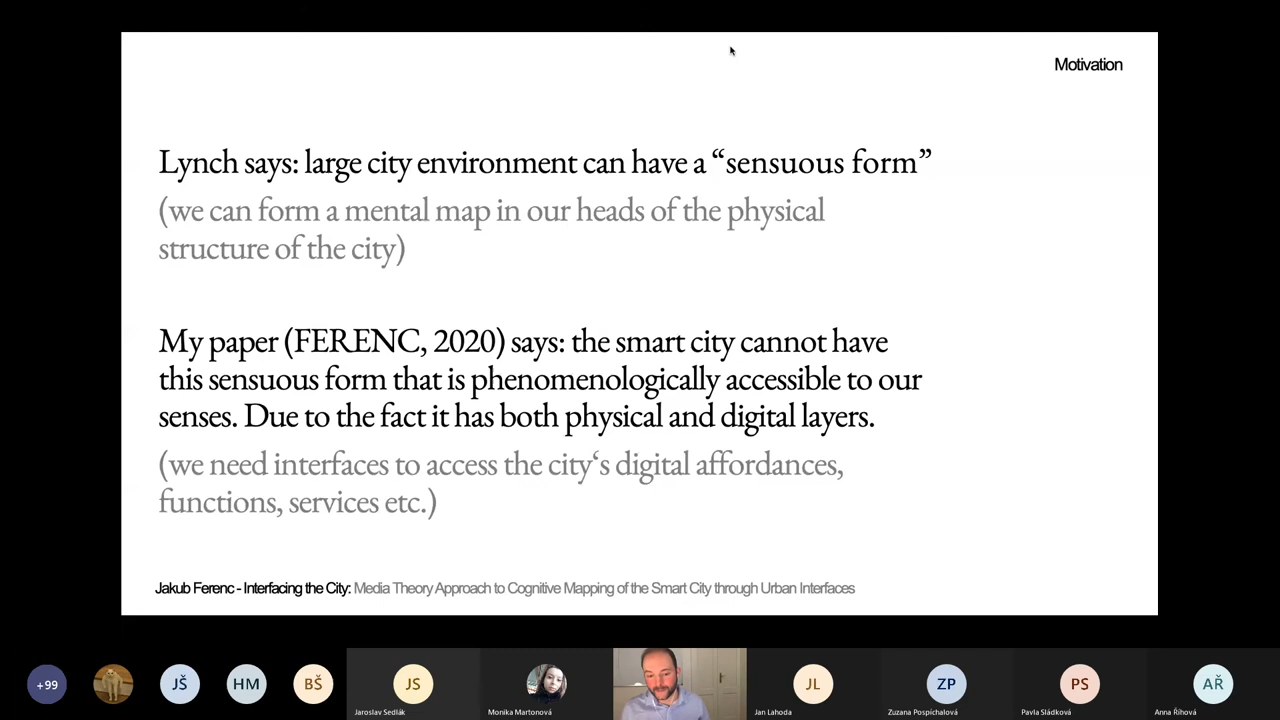 Motivation
Lynch says: large city environment can have a “sensuous form”
(we can form a mental map in our heads of the physical
structure of the city)
My paper (FERENC, 2020) says: the smart city cannot have
this sensuous form that is phenomenologically accessible to our
senses. Due to the fact it has both physical and digital layers.
(we need interfaces to access the city‘s digital affordances,
functions, services etc.)
Jakub Ferenc - Interfacing the City: Media Theory Approach to Cognitive Mapping of the Smart City through Urban Interfaces
+99
JŠ
HM
BŠ
JS
JL
ZP
PS
AŘ
Jaroslav Sedlák
Monika Martonová
Jan Lahoda
Zuzana Pospíchalová
Pavla Sládková
Anna Říhová